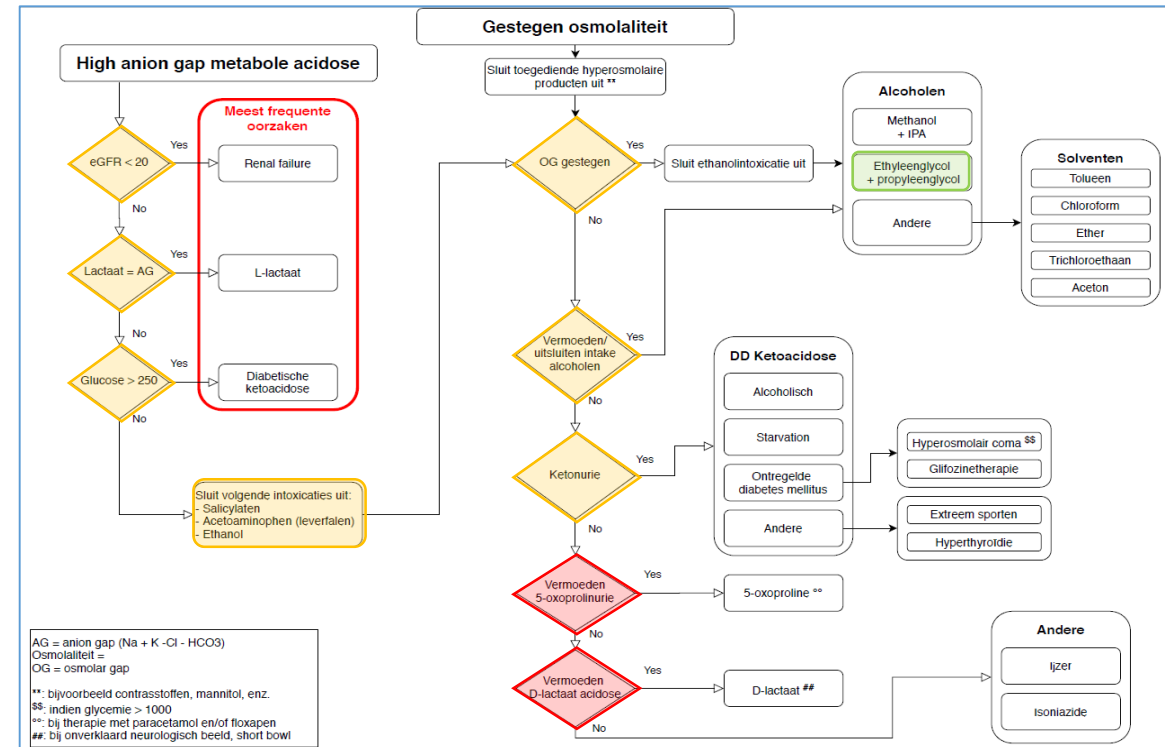 Gestegen osmolaliteit
High anion gap metabole acidose
Sluit toegediende hyperosmolaire
producten uit **
Meest frequente
oorzaken
eGFR < 20
Yes
Renal failure
No
Lactaat = AG
Yes
L-lactaat
No
Glucose > 250
Yes
Diabetische
ketoacidose
No
Sluit volgende intoxicaties uit:
- Salicylaten
- Acetoaminophen (leverfalen)
- Ethanol
OG gestegen
Yes
Sluit ethanolintoxicatie uit
No
Alcoholen
Methanol
+ IPA
Ethyleenglycol
+ propyleenglycol
Andere
Solventen
Tolueen
Chloroform
Ether
Trichloroethaan
Aceton
Vermoeden/
uitsluiten intake
alcoholen
Yes
No
Ketonurie
Yes
No
DD Ketoacidose
Alcoholisch
Starvation
Ontregelde
diabetes mellitus
Andere
Hyperosmolair coma $$
Glifozinetherapie
Extreem sporten
Hyperthyroïdie
Vermoeden
5-oxoprolinurie
Yes
5-oxoproline °°
No
Vermoeden
D-lactaat acidose
Yes
D-lactaat ##
No
Andere
Ijzer
Isoniazide
AG = anion gap (Na + K -Cl - HCO3)
Osmolaliteit =
OG = osmolar gap
**: bijvoorbeeld contrasstoffen, mannitol, enz.
$$: indien glycemie > 1000
°°: bij therapie met paracetamol en/of floxapen
##: bij onverklaard neurologisch beeld, short bowl